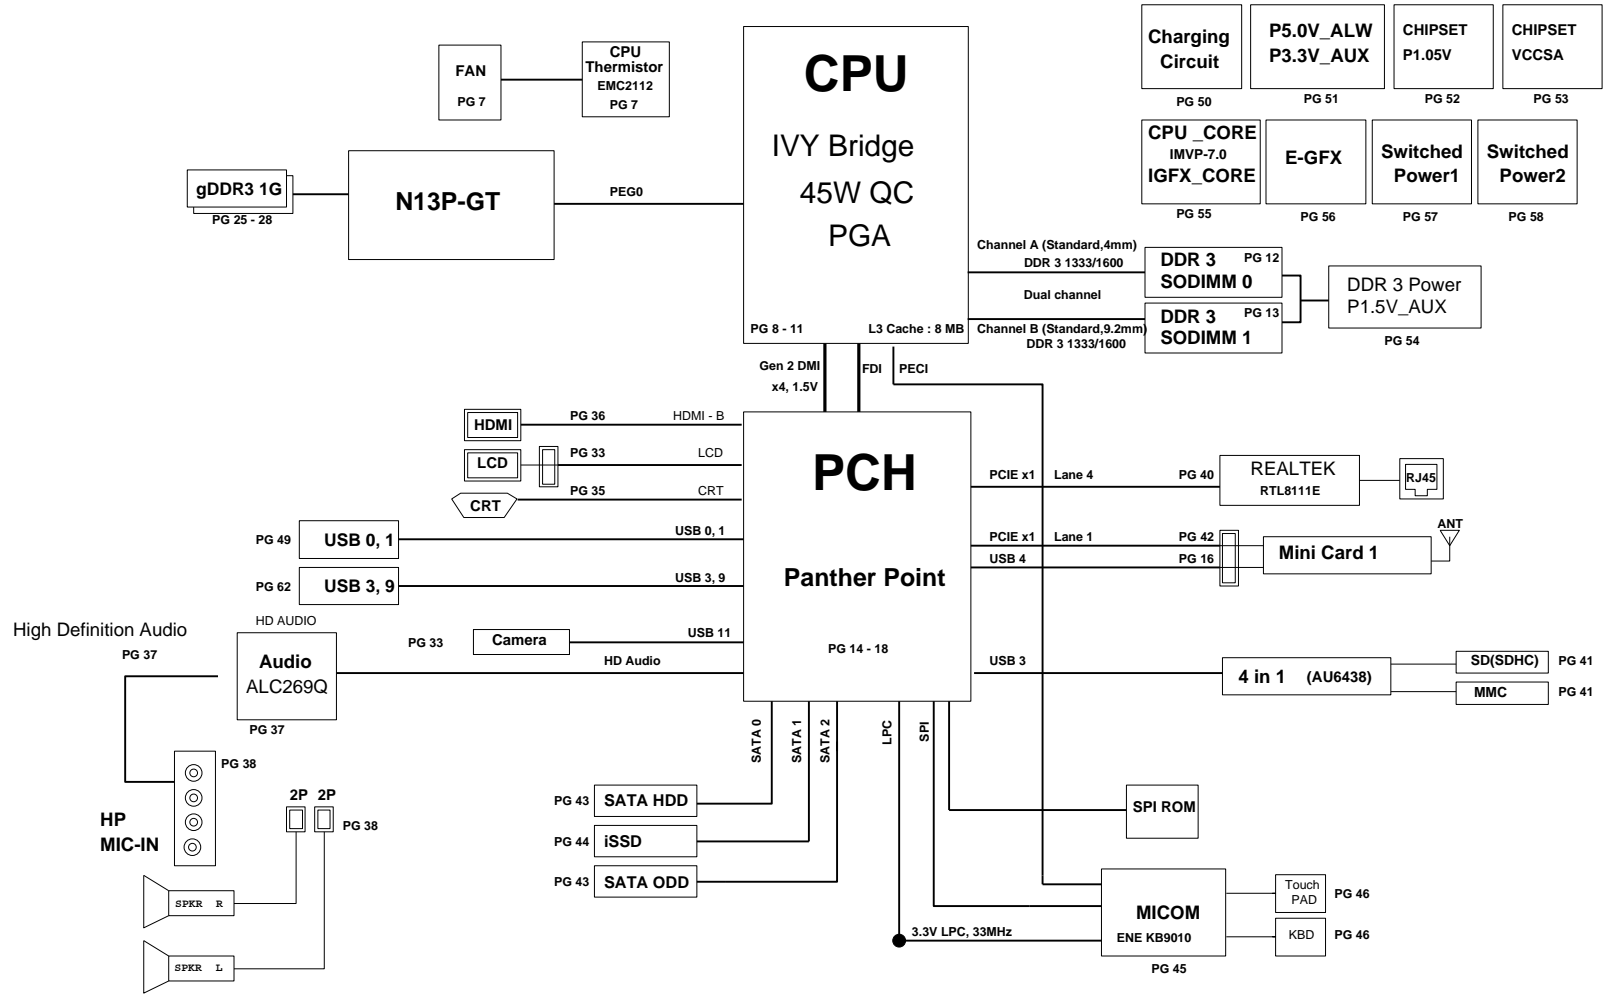 CPU
IVY Bridge
45W QC
PGA
PG 8 - 11
L3 Cache : 8 MB
FAN
PG 7
CPU
Thermistor
EMC2112
PG 7
Charging
Circuit
PG 50
P5.0V_ALW
P3.3V_AUX
PG 51
CHIPSET
P1.05V
PG 52
CHIPSET
VCCSA
PG 53
CPU _CORE
IMVP-7.0
IGFX_CORE
PG 55
E-GFX
PG 56
Switched
Power1
PG 57
Switched
Power2
PG 58
gDDR3 1G
PG 25 - 28
N13P-GT
PEG0
Channel A (Standard,4mm)
DDR 3 1333/1600
Dual channel
Channel B (Standard,9.2mm)
DDR 3 1333/1600
DDR 3
PG 12
SODIMM 0
DDR 3
PG 13
SODIMM 1
DDR 3 Power
P1.5V_AUX
PG 54
Gen 2 DMI
x4, 1.5V
FDI
PECI
HDMI
PG 36
HDMI - B
LCD
PG 33
LCD
CRT
PG 35
CRT
PG 49
USB 0, 1
USB 0, 1
PG 62
USB 3, 9
USB 3, 9
PCH
Panther Point
PG 14 - 18
PCIE x1
Lane 4
PG 40
REALTEK
RTL8111E
RJ45
PCIE x1
Lane 1
PG 42
USB 4
PG 16
Mini Card 1
ANT
High Definition Audio
PG 37
HD AUDIO
Audio
ALC269Q
PG 37
PG 33
Camera
USB 11
HD Audio
USB 3
4 in 1
(AU6438)
SD(SDHC)
PG 41
MMC
PG 41
SATA 0
SATA 1
SATA 2
LPC
SPI
PG 38
HP
MIC-IN
2P
2P
PG 38
SPKR R
SPKR L
PG 43
SATA HDD
PG 44
iSSD
PG 43
SATA ODD
SPI ROM
3.3V LPC, 33MHz
MICOM
ENE KB9010
PG 45
Touch
PAD
PG 46
KBD
PG 46